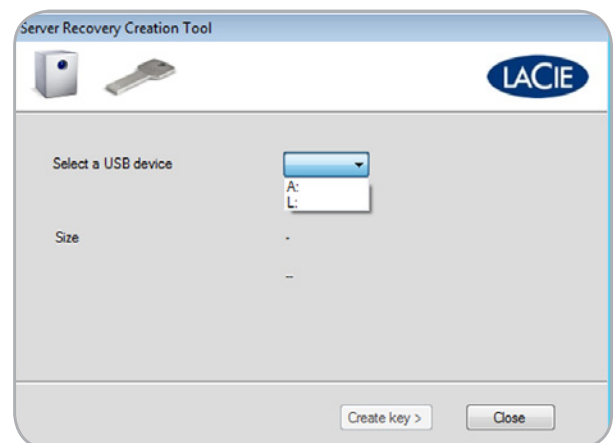 Server Recovery Creation Tool
LACIE
Select a USB device
A:
L:
Size -
--
Create key > Close